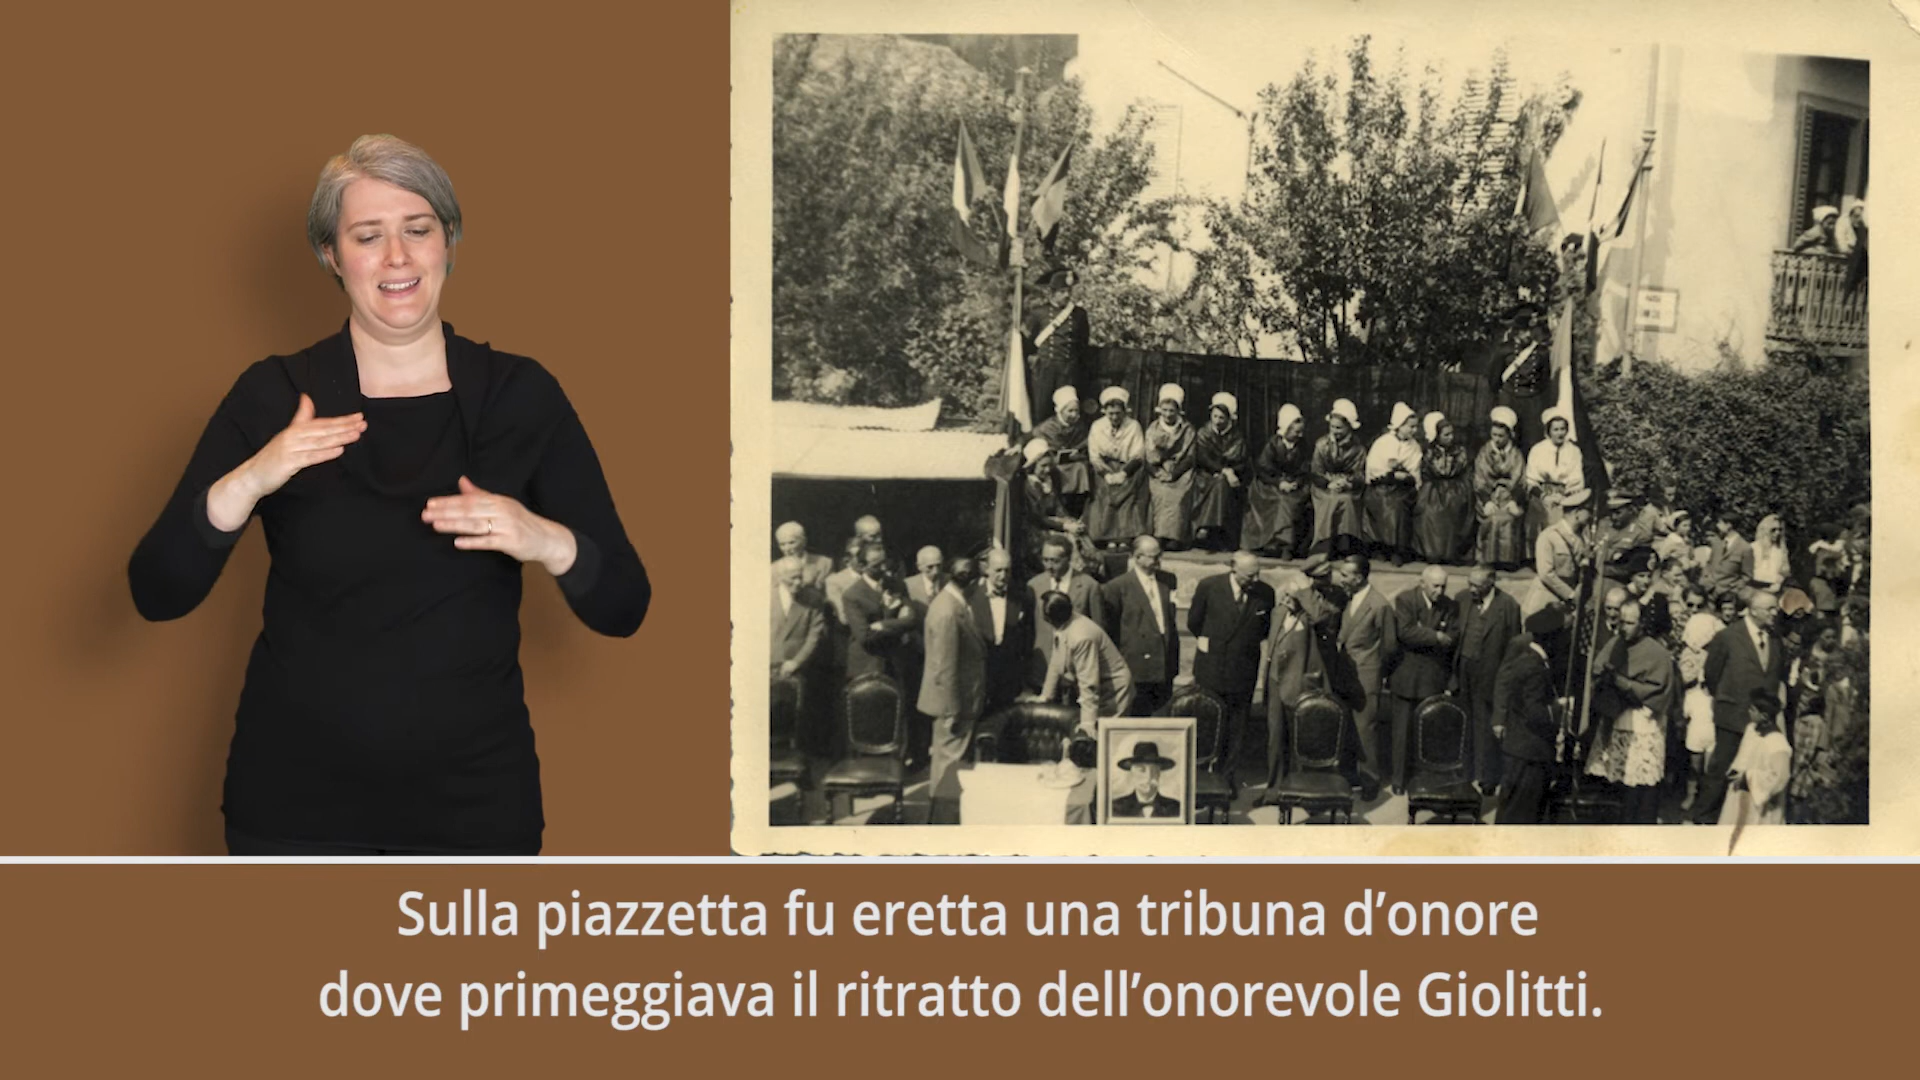 Sulla piazzetta fu eretta una tribuna d’onore
dove primeggiava il ritratto dell’onorevole Giolitti.